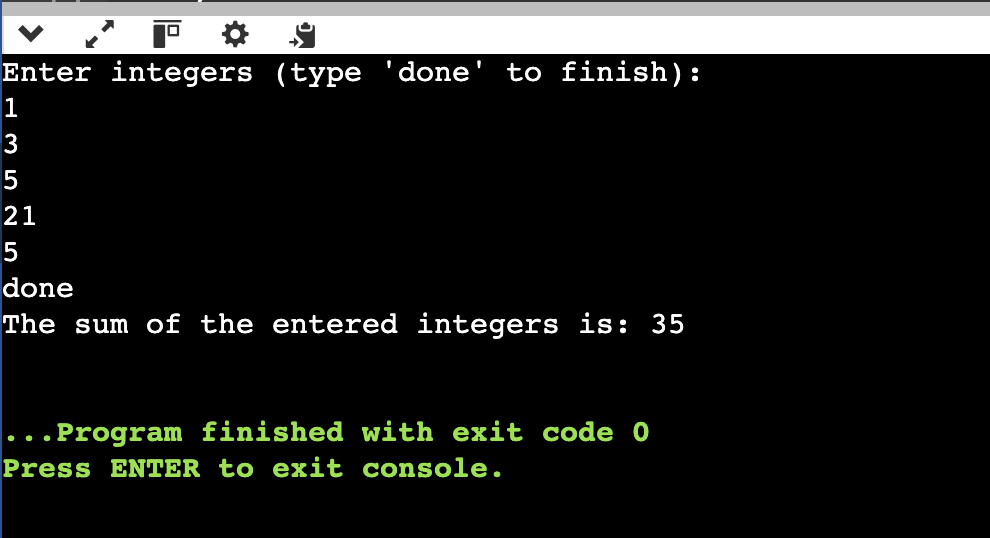 Enter integers (type 'done' to finish):
1
3
5
21
5
done
The sum of the entered integers is: 35
...Program finished with exit code 0
Press ENTER to exit console.